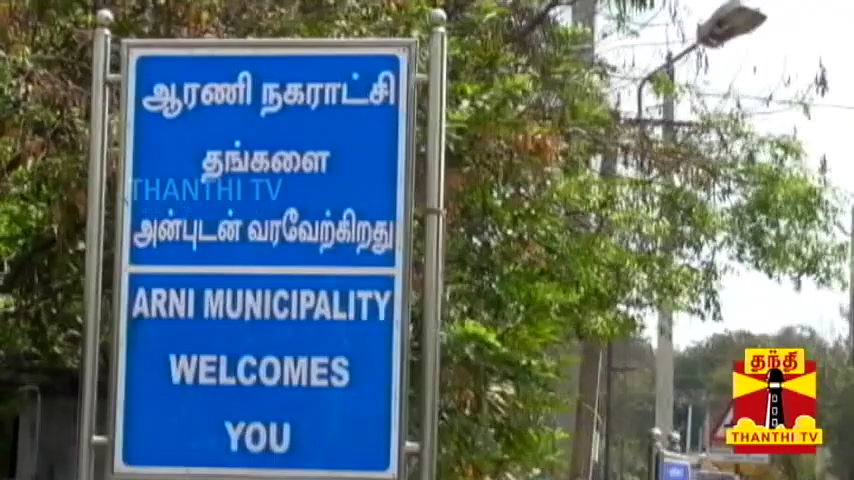 ஆரணி நகராட்சி
தங்களை
THANTHI TV
அன்புடன் வரவேற்கிறது
ARNI MUNICIPALITY
WELCOMES
YOU
தந்தி
THANTHI TV